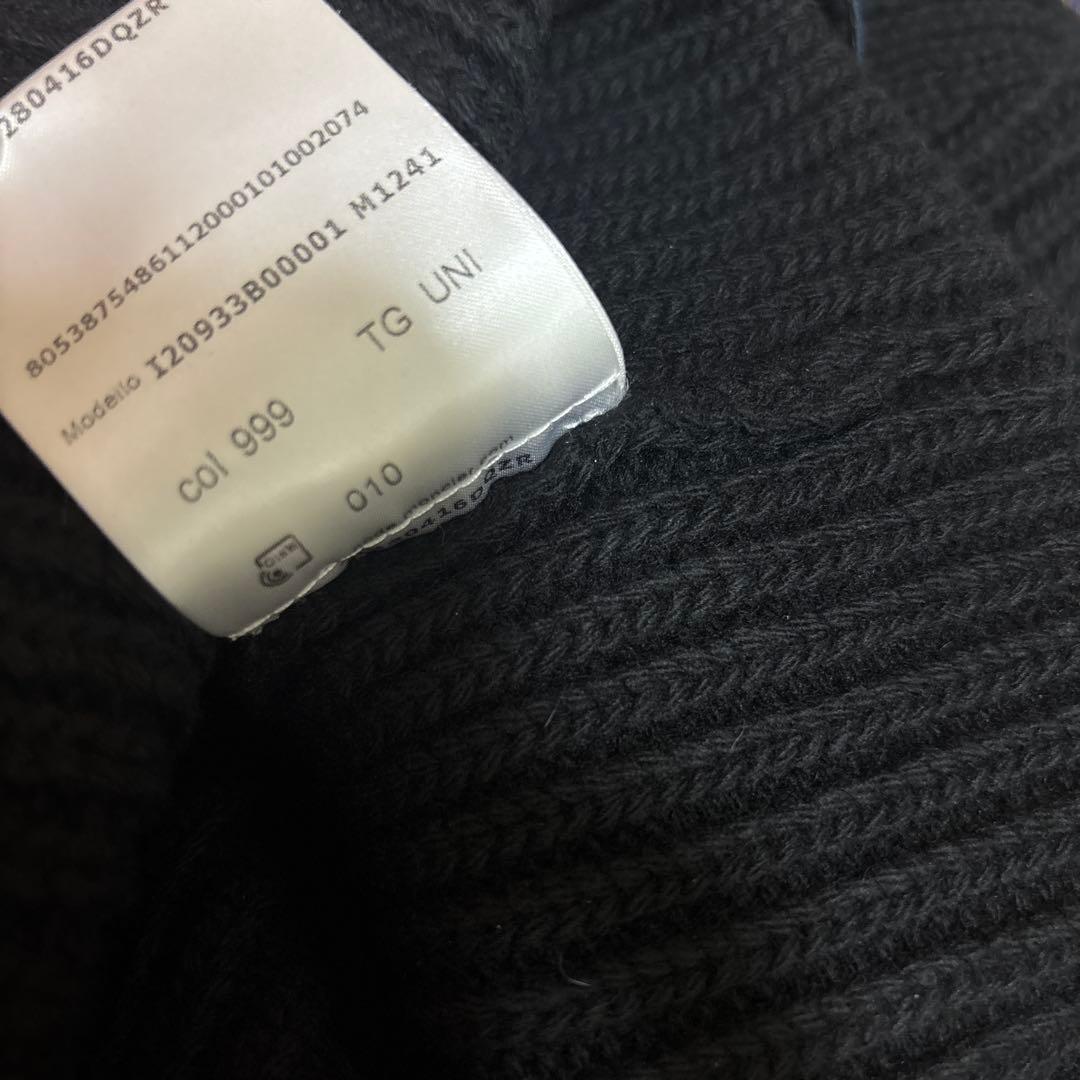 280416DQZR
8053875486112000101002074
Modello I20933B00001 M1241
TG UNI
col 999
010